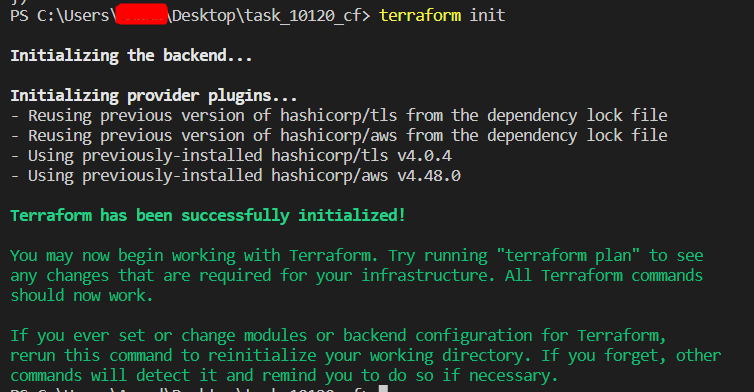 PS C:\Users\ \Desktop\task_10120_cf> terraform init
Initializing the backend...
Initializing provider plugins...
- Reusing previous version of hashicorp/tls from the dependency lock file
- Reusing previous version of hashicorp/aws from the dependency lock file
- Using previously-installed hashicorp/tls v4.0.4
- Using previously-installed hashicorp/aws v4.48.0
Terraform has been successfully initialized!
You may now begin working with Terraform. Try running "terraform plan" to see
any changes that are required for your infrastructure. All Terraform commands
should now work.
If you ever set or change modules or backend configuration for Terraform,
rerun this command to reinitialize your working directory. If you forget, other
commands will detect it and remind you to do so if necessary.